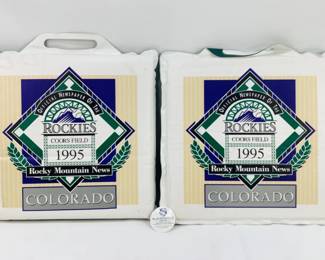 OFFICIAL NEWSPAPER OF THE
ROCKIES
COORS FIELD
1995
Rocky Mountain News
COLORADO
OFFICIAL NEWSPAPER OF THE
ROCKIES
COORS FIELD
1995
Rocky Mountain News
COLORADO